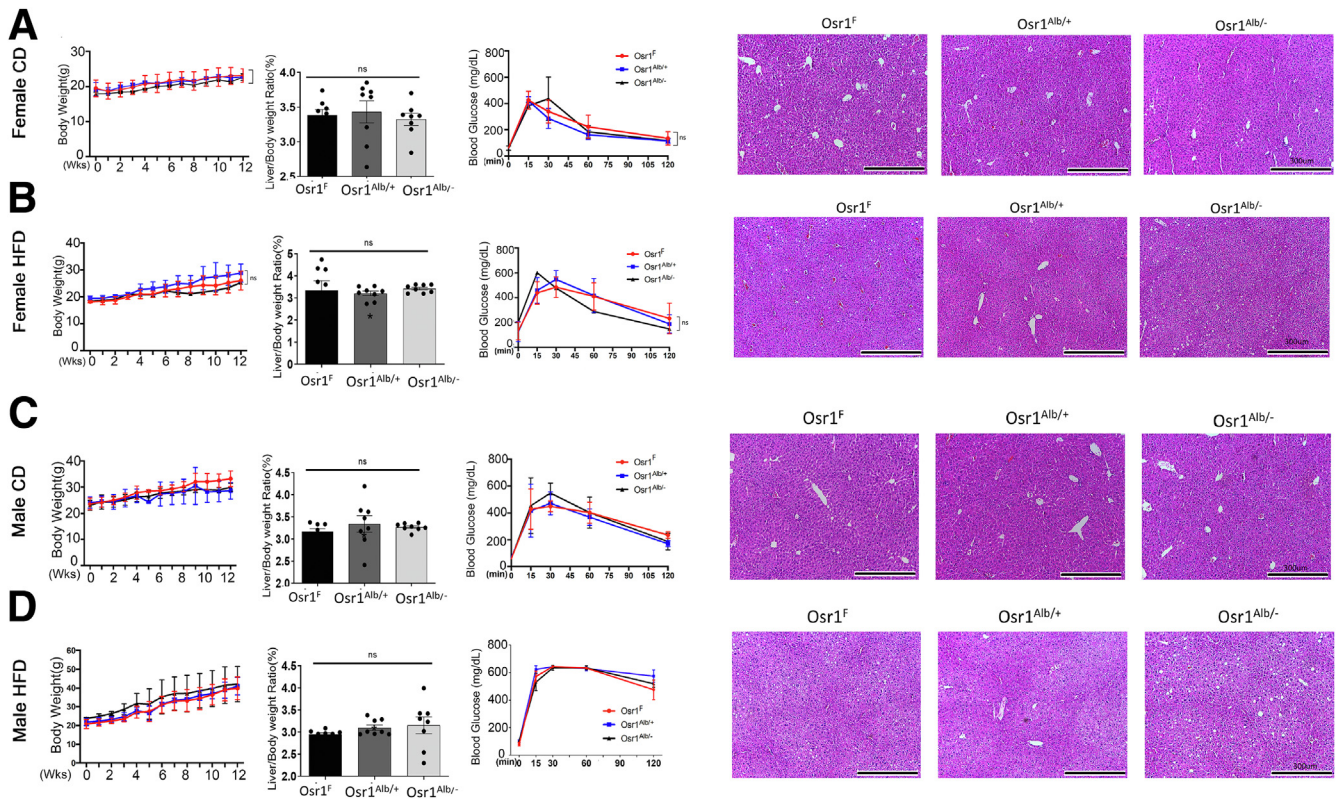 A
Female CD
Body Weight(g)
30
20
10
0
(Wks)
0 2 4 6 8 10 12
Liver/Body weight Ratio(%)
4.0
3.5
3.0
2.5
ns
Osr1F Osr1Alb/+ Osr1Alb/-
Blood Glucose (mg/dL)
800
600
400
200
0
(min)
0 15 30 45 60 75 90 105 120
Osr1F
Osr1Alb/+
Osr1Alb/-
ns
Osr1F Osr1Alb/+ Osr1Alb/-
300um
B
Female HFD
Body Weight(g)
40
30
20
10
0
(Wks)
0 2 4 6 8 10 12
ns
Liver/Body weight Ratio(%)
5
4
3
2
1
0
ns
*
Osr1F Osr1Alb/+ Osr1Alb/-
Blood Glucose (mg/dL)
800
600
400
200
0
(min)
0 15 30 45 60 75 90 105 120
Osr1F
Osr1Alb/+
Osr1Alb/-
ns
Osr1F Osr1Alb/+ Osr1Alb/-
300um
C
Male CD
Body Weight(g)
40
30
20
10
0
(Wks)
0 2 4 6 8 10 12
Liver/Body weight Ratio(%)
4.5
4.0
3.5
3.0
2.5
2.0
ns
Osr1F Osr1Alb/+ Osr1Alb/-
Blood Glucose (mg/dL)
800
600
400
200
0
(min)
0 15 30 45 60 75 90 105 120
Osr1F
Osr1Alb/+
Osr1Alb/-
Osr1F Osr1Alb/+ Osr1Alb/-
300um
D
Male HFD
Body Weight(g)
60
50
40
30
20
10
0
(Wks)
0 2 4 6 8 10 12
Liver/Body weight Ratio(%)
4.5
4.0
3.5
3.0
2.5
2.0
ns
Osr1F Osr1Alb/+ Osr1Alb/-
Blood Glucose (mg/dL)
800
600
400
200
0
(min)
0 15 30 45 60 75 90 105 120
Osr1F
Osr1Alb/+
Osr1Alb/-
Osr1F Osr1Alb/+ Osr1Alb/-
300um